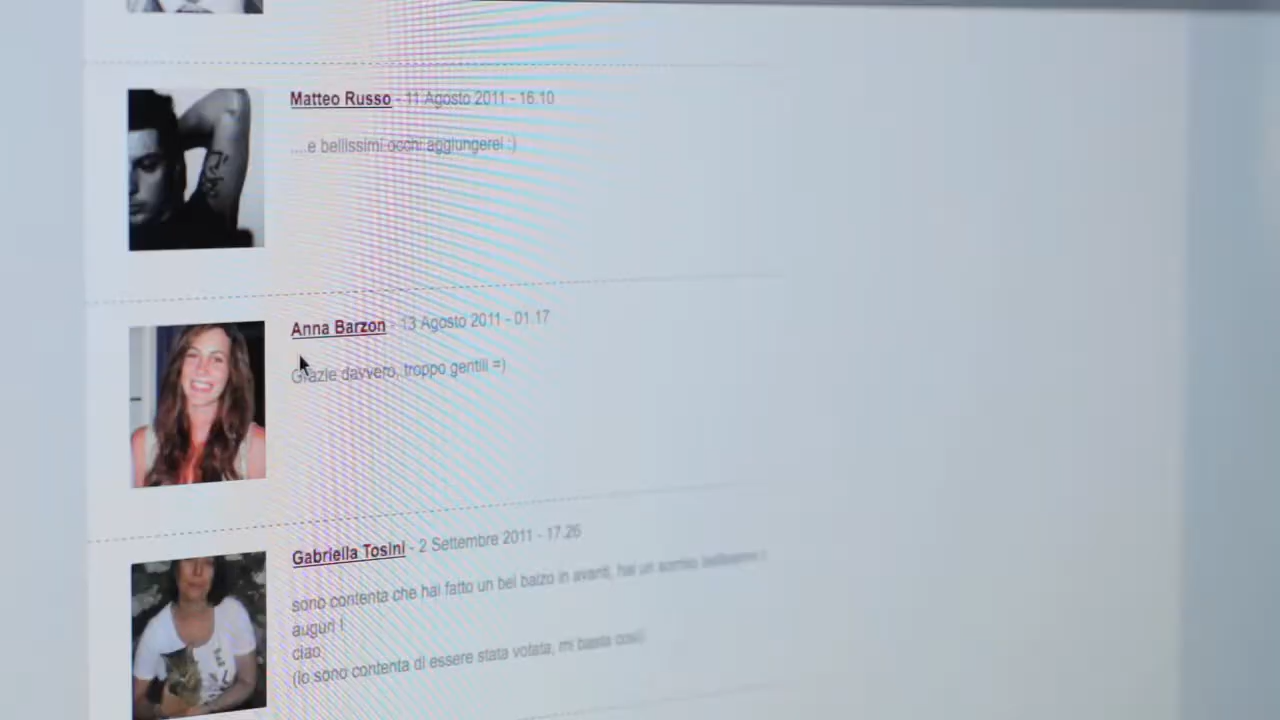 Matteo Russo - 11 Agosto 2011 - 16.10
....e bellissimi occhi aggiungerei :)
Anna Barzon - 13 Agosto 2011 - 01.17
Grazie davvero, troppo gentili =)
Gabriella Tosini - 2 Settembre 2011 - 17.26
sono contenta che hai fatto un bel balzo in avanti, hai un sorriso bellissimo !
auguri !
ciao
(Io sono contenta di essere stata votata, mi basta così)